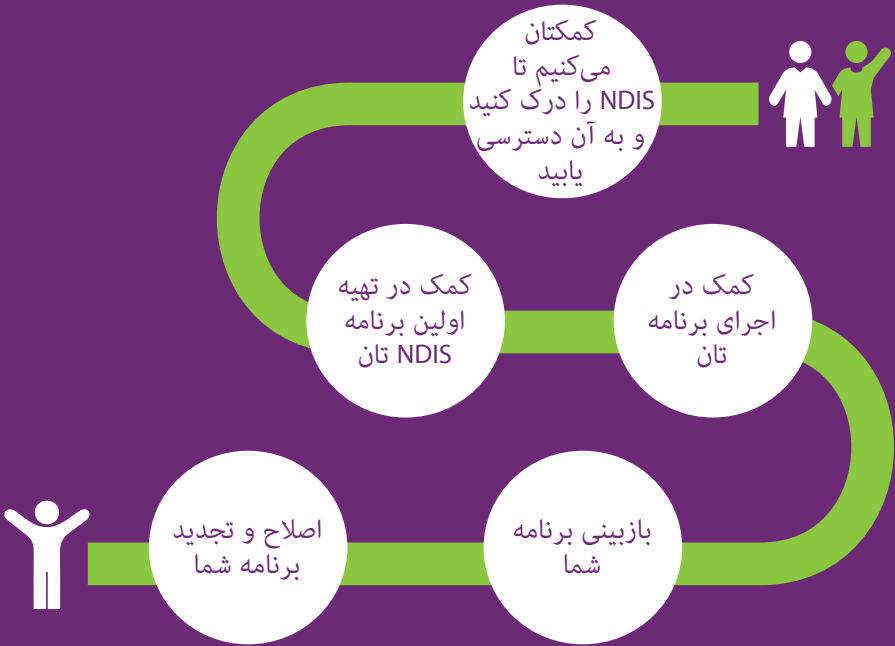 کمکتان
می‌کنیم تا
NDIS را درک کنید
و به آن دسترسی
یابید
کمک در تهیه
اولین برنامه
NDIS تان
کمک در
اجرای برنامه
تان
بازبینی برنامه
شما
اصلاح و تجدید
برنامه شما